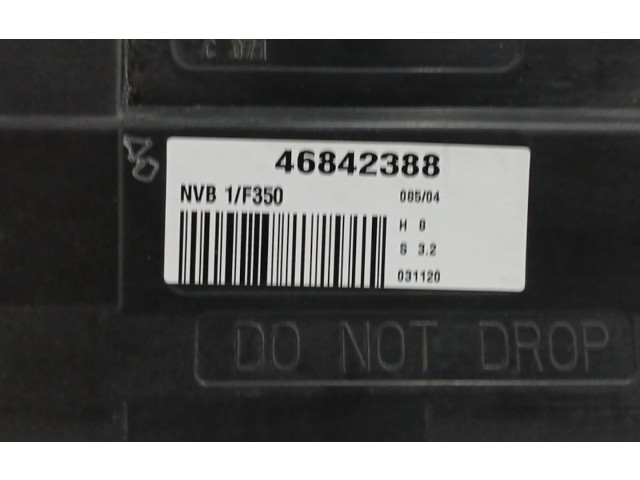 46842388
NVB 1/F350
085/04
H 6
S 3.2
031120
DO NOT DROP